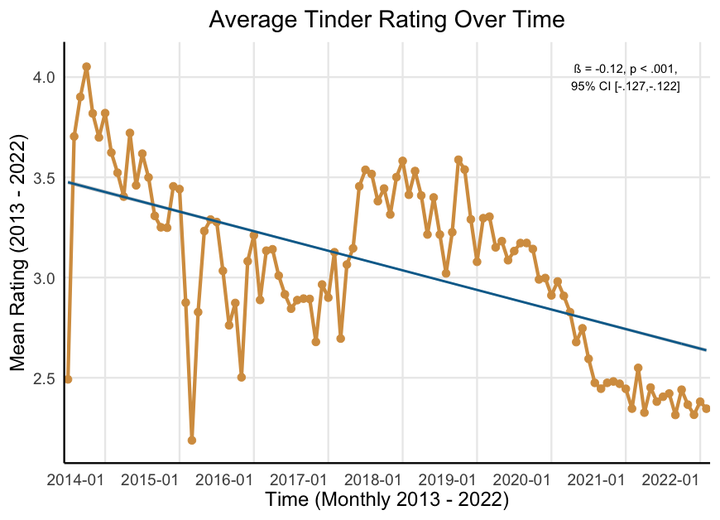 Average Tinder Rating Over Time
ß = -0.12, p < .001,
95% CI [-.127,-.122]
Mean Rating (2013 - 2022)
4.0
3.5
3.0
2.5
2014-01 2015-01 2016-01 2017-01 2018-01 2019-01 2020-01 2021-01 2022-01
Time (Monthly 2013 - 2022)